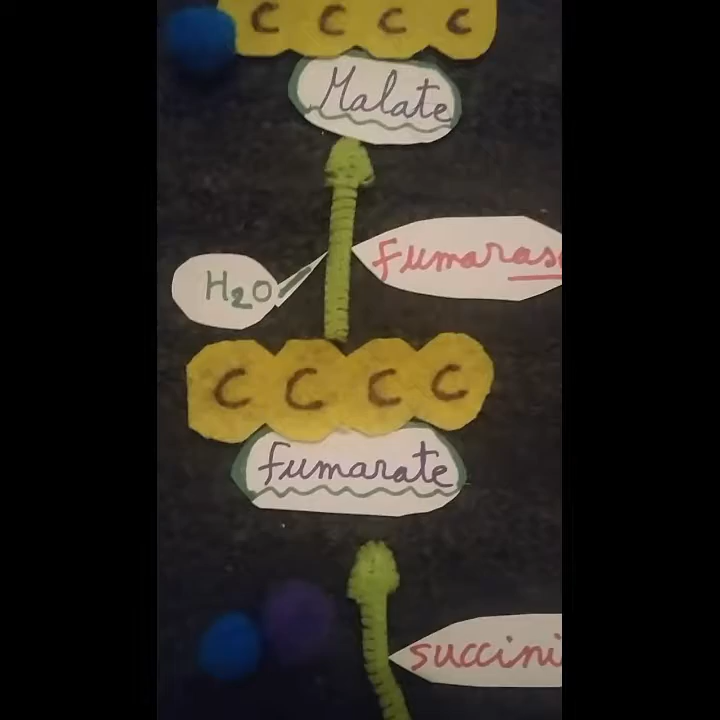 C C C C
Malate
Fumaras
H2O
C C C C
Fumarate
succini